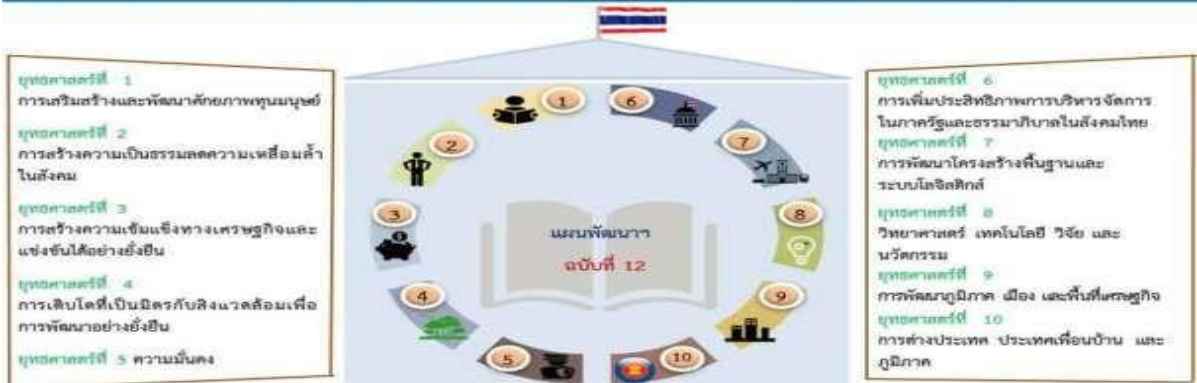 ยุทธศาสตร์ที่ 1
การเสริมสร้างและพัฒนาศักยภาพทุนมนุษย์
ยุทธศาสตร์ที่ 2
การสร้างความเป็นธรรมลดความเหลื่อมล้ำ
ในสังคม
ยุทธศาสตร์ที่ 3
การสร้างความเข้มแข็งทางเศรษฐกิจและ
แข่งขันได้อย่างยั่งยืน
ยุทธศาสตร์ที่ 4
การเติบโตที่เป็นมิตรกับสิ่งแวดล้อมเพื่อ
การพัฒนาอย่างยั่งยืน
ยุทธศาสตร์ที่ 5 ความมั่นคง
1
2
3
4
5
6
7
8
9
10
แผนพัฒนาฯ
ฉบับที่ 12
ยุทธศาสตร์ที่ 6
การเพิ่มประสิทธิภาพการบริหารจัดการ
ในภาครัฐและธรรมาภิบาลในสังคมไทย
ยุทธศาสตร์ที่ 7
การพัฒนาโครงสร้างพื้นฐานและ
ระบบโลจิสติกส์
ยุทธศาสตร์ที่ 8
วิทยาศาสตร์ เทคโนโลยี วิจัย และ
นวัตกรรม
ยุทธศาสตร์ที่ 9
การพัฒนาภูมิภาค เมือง และพื้นที่เศรษฐกิจ
ยุทธศาสตร์ที่ 10
การต่างประเทศ ประเทศเพื่อนบ้าน และ
ภูมิภาค